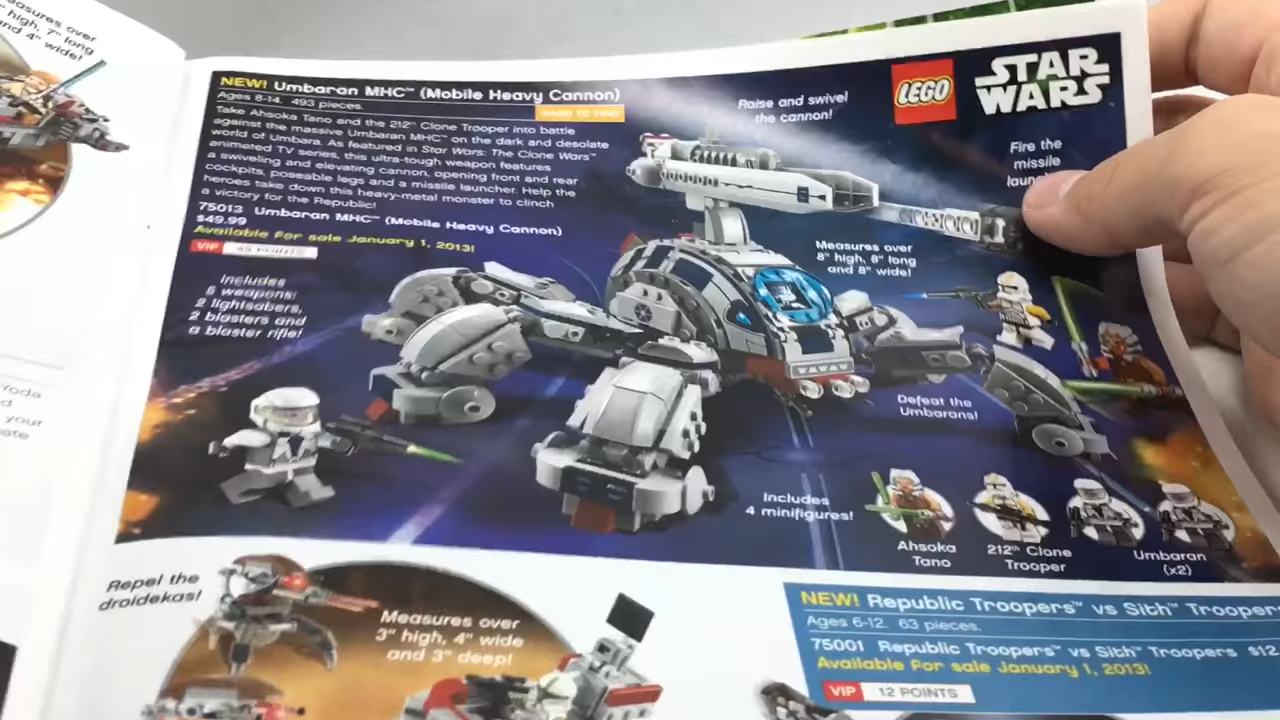 Measures over
high, 7" long
and 4" wide!
NEW! Umbaran MHC™ (Mobile Heavy Cannon)
Ages 8-14. 493 pieces.
HARD TO FIND
Take Ahsoka Tano and the 212th Clone Trooper into battle
against the massive Umbaran MHC™ on the dark and desolate
world of Umbara. As featured in Star Wars: The Clone Wars™
animated TV series, this ultra-tough weapon features
a swiveling and elevating cannon, opening front and rear
cockpits, poseable legs and a missile launcher. Help the
heroes take down this heavy-metal monster to clinch
a victory for the Republic!
75013 Umbaran MHC™ (Mobile Heavy Cannon)
$49.99
Available for sale January 1, 2013!
VIP 49 POINTS
Includes
5 weapons:
2 lightsabers,
2 blasters and
a blaster rifle!
Raise and swivel
the cannon!
LEGO
STAR
WARS
Fire the
missile
Measures over
8" high, 8" long
and 8" wide!
Defeat the
Umbarans!
Includes
4 minifigures!
Ahsoka
Tano
212th Clone
Trooper
Umbaran
(x2)
your
Repel the
droidekas!
Measures over
3" high, 4" wide
and 3" deep!
NEW! Republic Troopers™ vs Sith™ Troopers
Ages 6-12. 63 pieces.
75001 Republic Troopers™ vs Sith™ Troopers $12.
Available for sale January 1, 2013!
VIP 12 POINTS